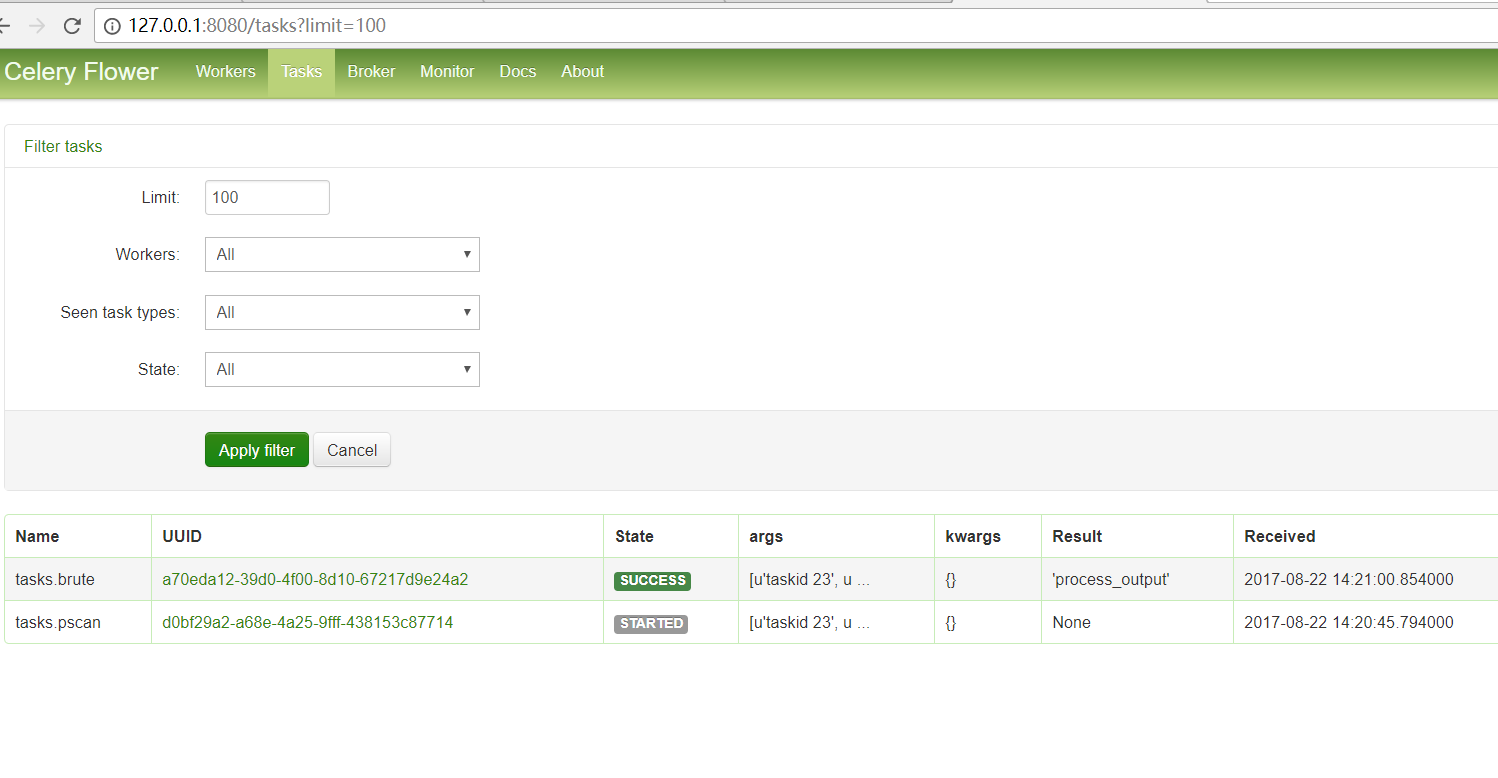 127.0.0.1:8080/tasks?limit=100
Celery Flower Workers Tasks Broker Monitor Docs About
Filter tasks
Limit: 100
Workers: All
Seen task types: All
State: All
Apply filter Cancel
Name UUID State args kwargs Result Received
tasks.brute a70eda12-39d0-4f00-8d10-67217d9e24a2 SUCCESS [u'taskid 23', u ... {} 'process_output' 2017-08-22 14:21:00.854000
tasks.pscan d0bf29a2-a68e-4a25-9fff-438153c87714 STARTED [u'taskid 23', u ... {} None 2017-08-22 14:20:45.794000